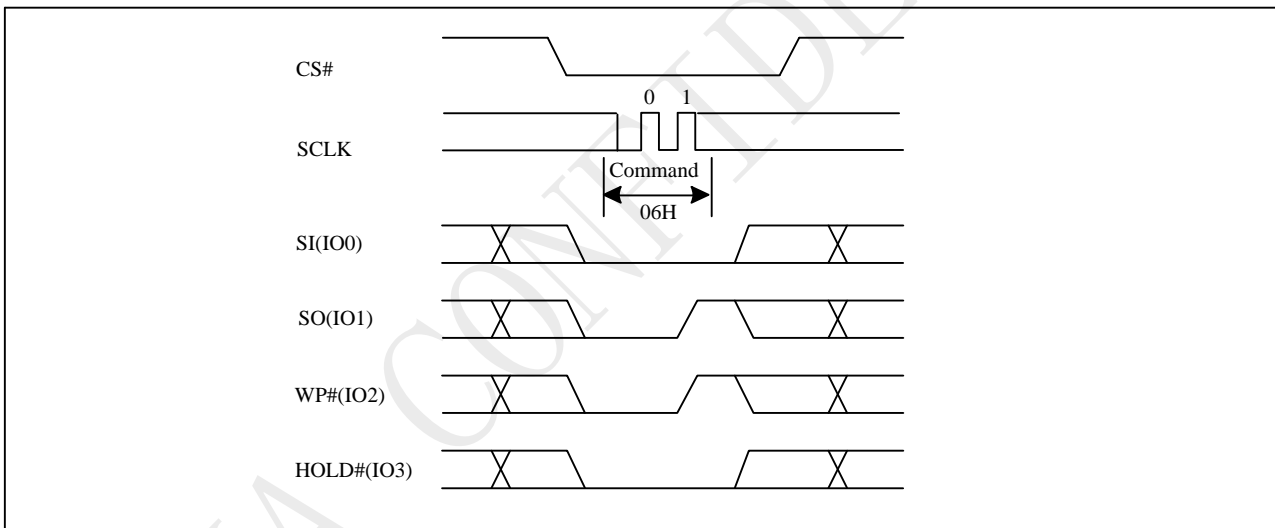 CS#
0 1
SCLK
Command
06H
SI(IO0)
SO(IO1)
WP#(IO2)
HOLD#(IO3)